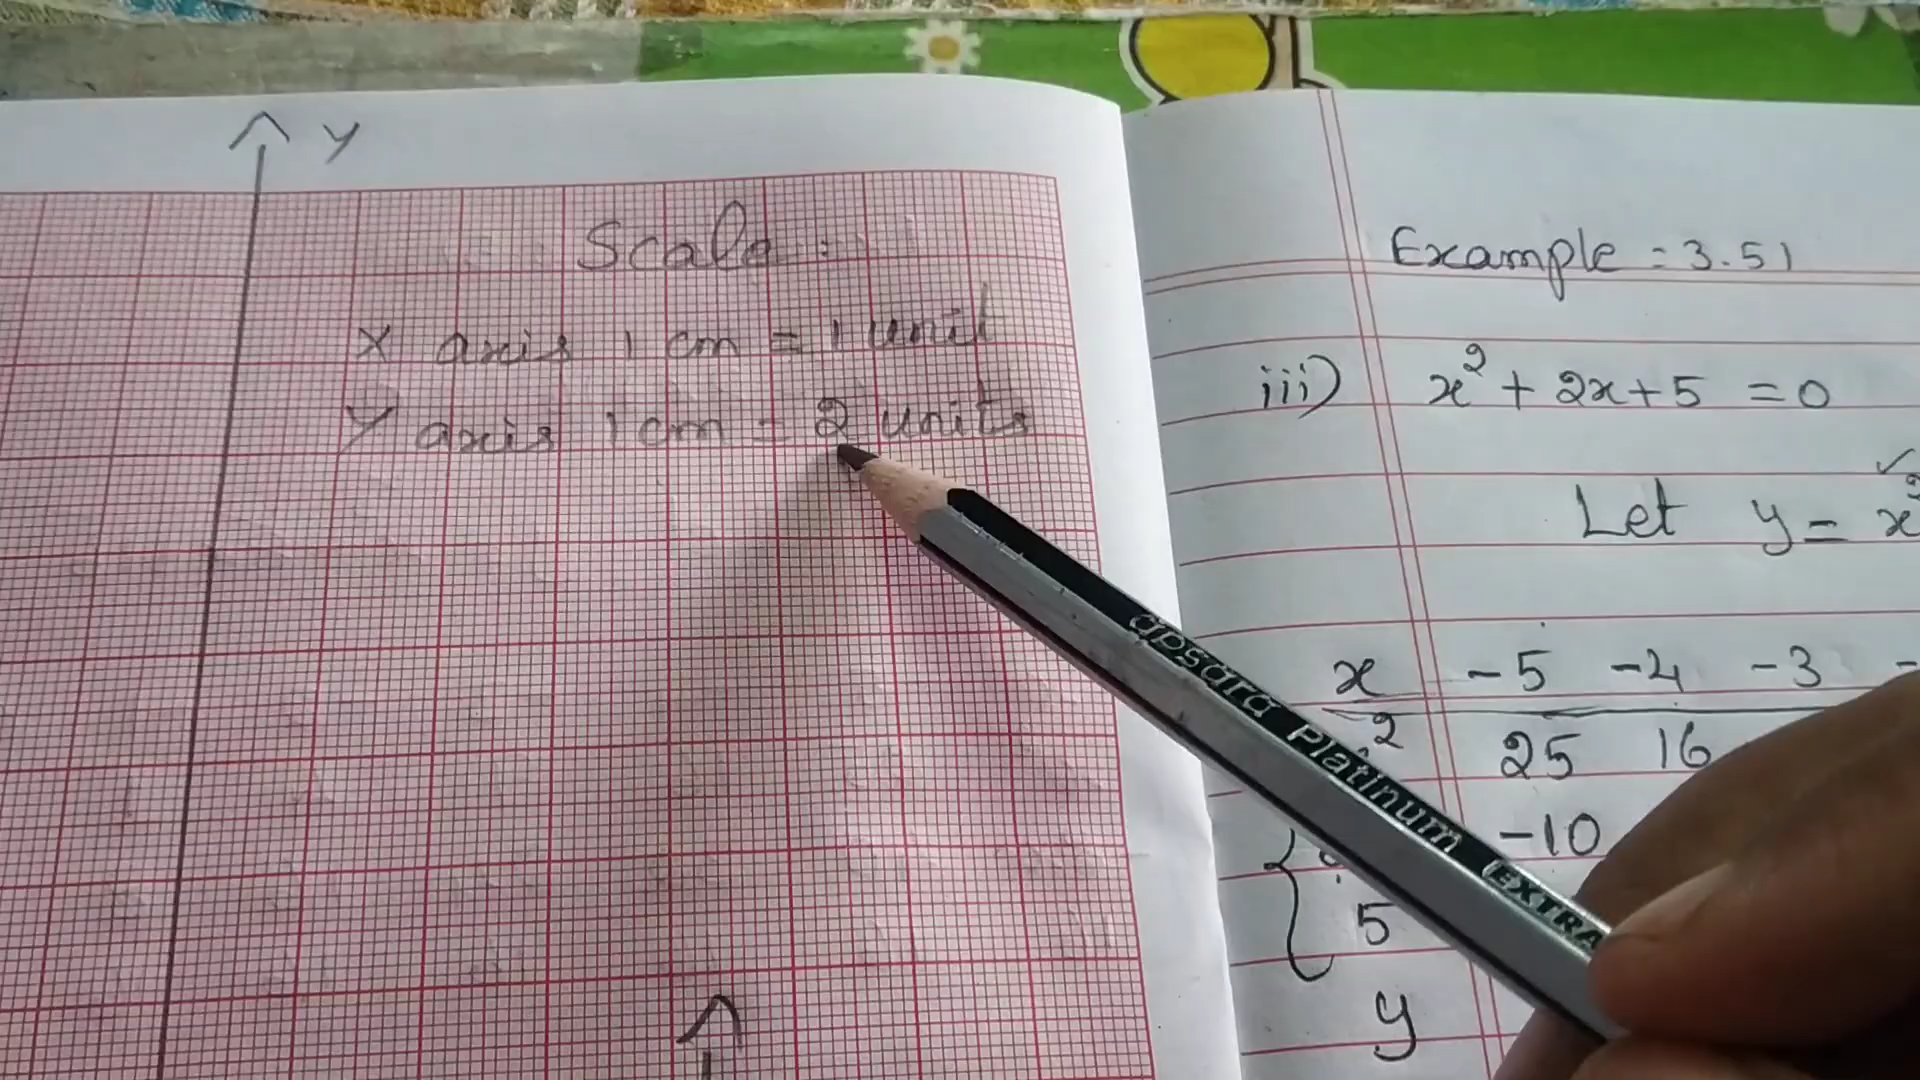 Y
Scale :
X axis 1 cm = 1 unit
Y axis 1 cm = 2 units
Example : 3.51
iii) x² + 2x + 5 = 0
Let y = x²
x -5 -4 -3
² 25 16
-10
5
y
apsara Platinum EXTRA